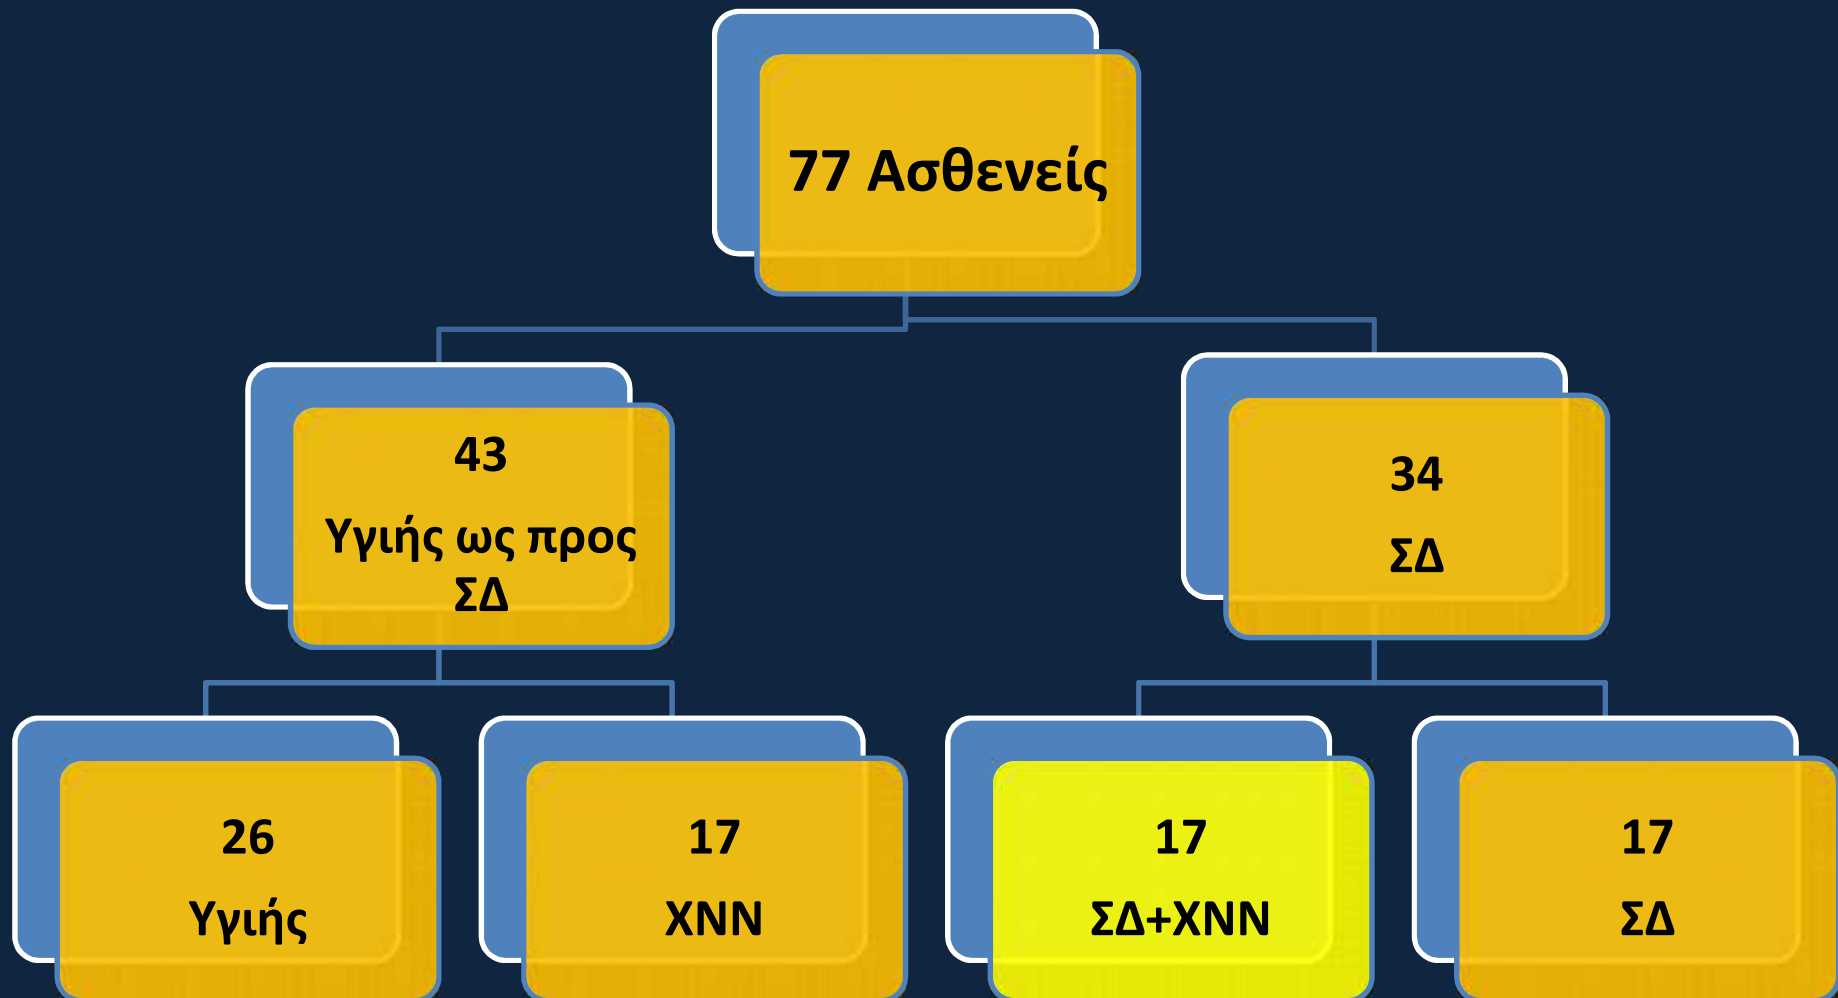 77 Ασθενείς
43
Υγιής ως προς
ΣΔ
34
ΣΔ
26
Υγιής
17
ΧΝΝ
17
ΣΔ+ΧΝΝ
17
ΣΔ